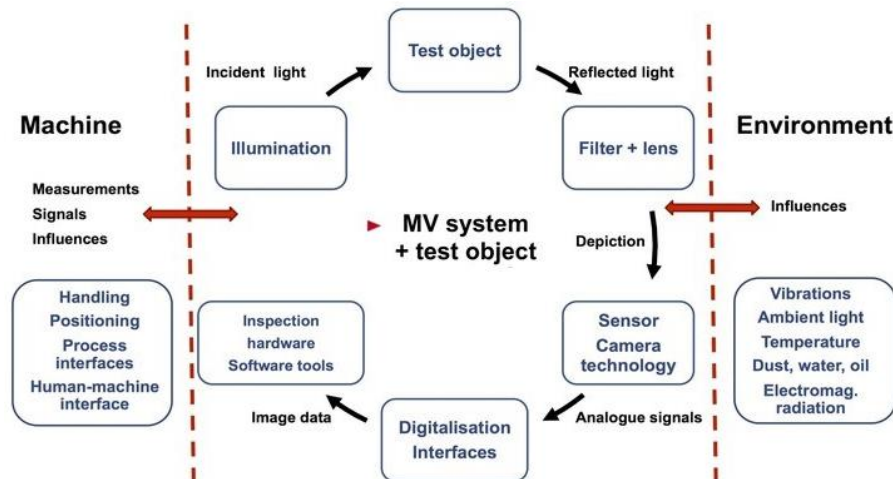 Test object
Incident light
Reflected light
Machine
Illumination
Filter + lens
Environment
Measurements
Signals
Influences
MV system
+ test object
Depiction
Influences
Handling
Positioning
Process
interfaces
Human-machine
interface
Inspection
hardware
Software tools
Sensor
Camera
technology
Vibrations
Ambient light
Temperature
Dust, water, oil
Electromag.
radiation
Image data
Digitalisation
Interfaces
Analogue signals